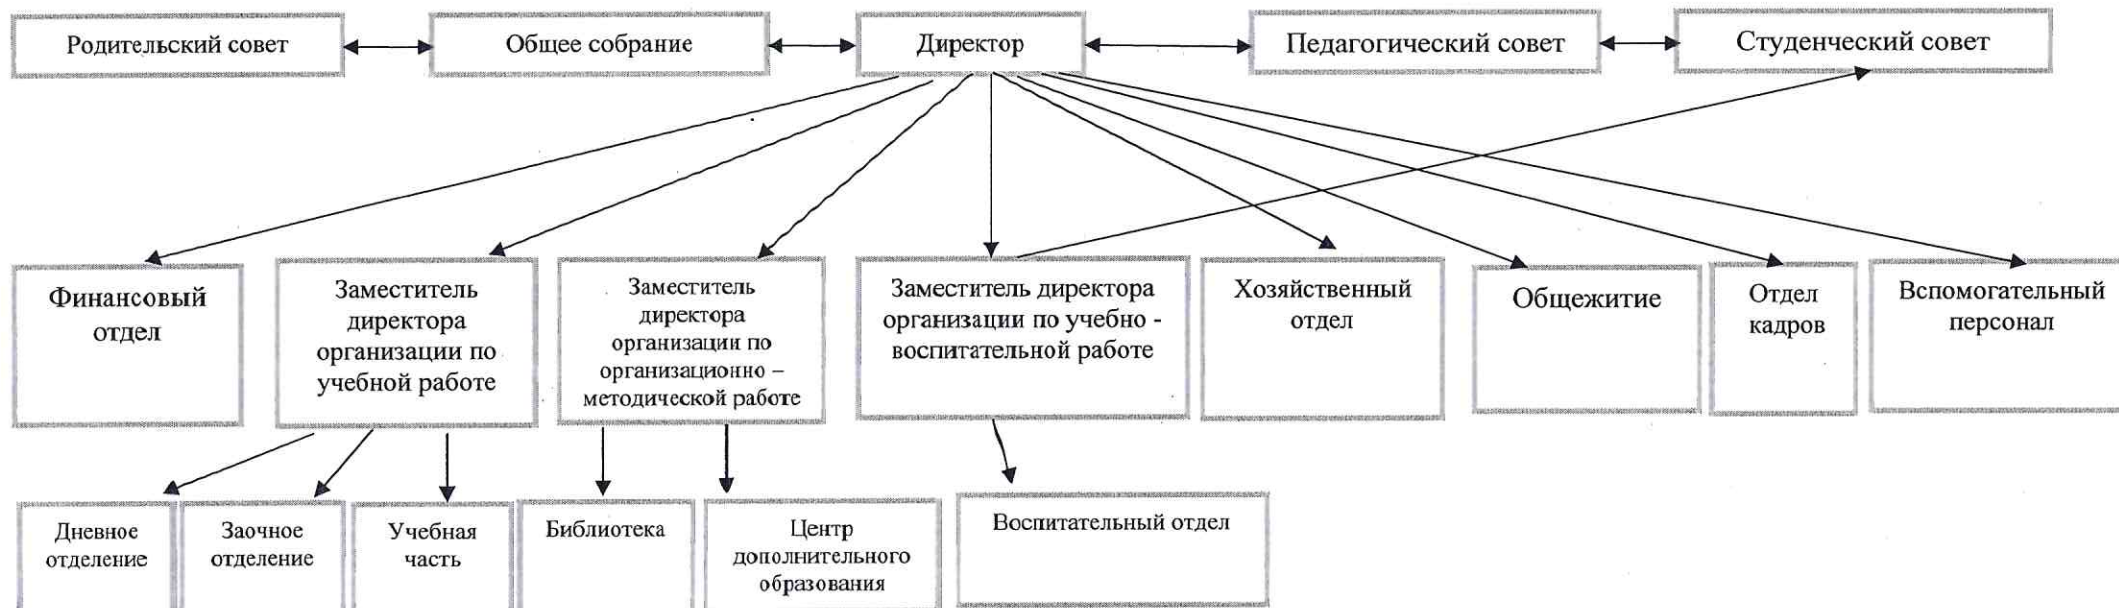 Родительский совет
Общее собрание
Директор
Педагогический совет
Студенческий совет
Финансовый
отдел
Заместитель
директора
организации по
учебной работе
Заместитель
директора
организации по
организационно –
методической работе
Заместитель директора
организации по учебно -
воспитательной работе
Хозяйственный
отдел
Общежитие
Отдел
кадров
Вспомогательный
персонал
Дневное
отделение
Заочное
отделение
Учебная
часть
Библиотека
Центр
дополнительного
образования
Воспитательный отдел